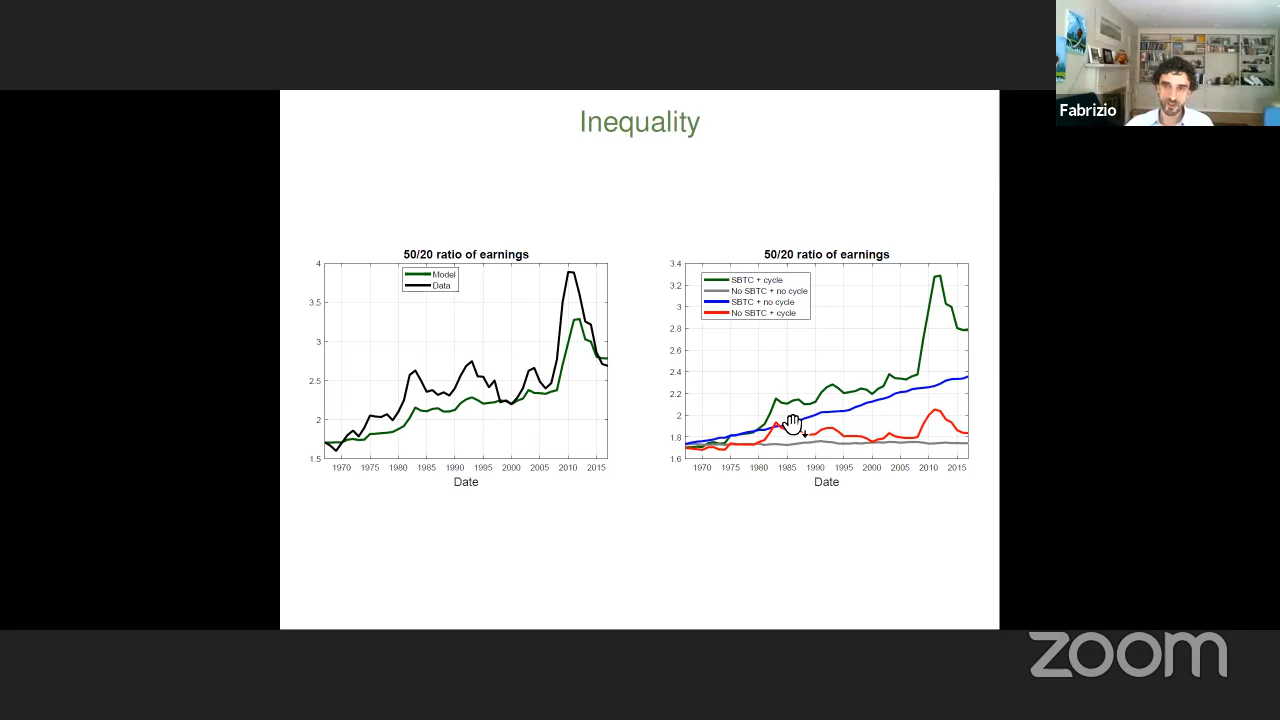 Fabrizio
Inequality
50/20 ratio of earnings
Model
Data
4
3.5
3
2.5
2
1.5
1970 1975 1980 1985 1990 1995 2000 2005 2010 2015
Date
50/20 ratio of earnings
SBTC + cycle
No SBTC + no cycle
SBTC + no cycle
No SBTC + cycle
3.4
3.2
3
2.8
2.6
2.4
2.2
2
1.8
1.6
1970 1975 1980 1985 1990 1995 2000 2005 2010 2015
Date
zoom